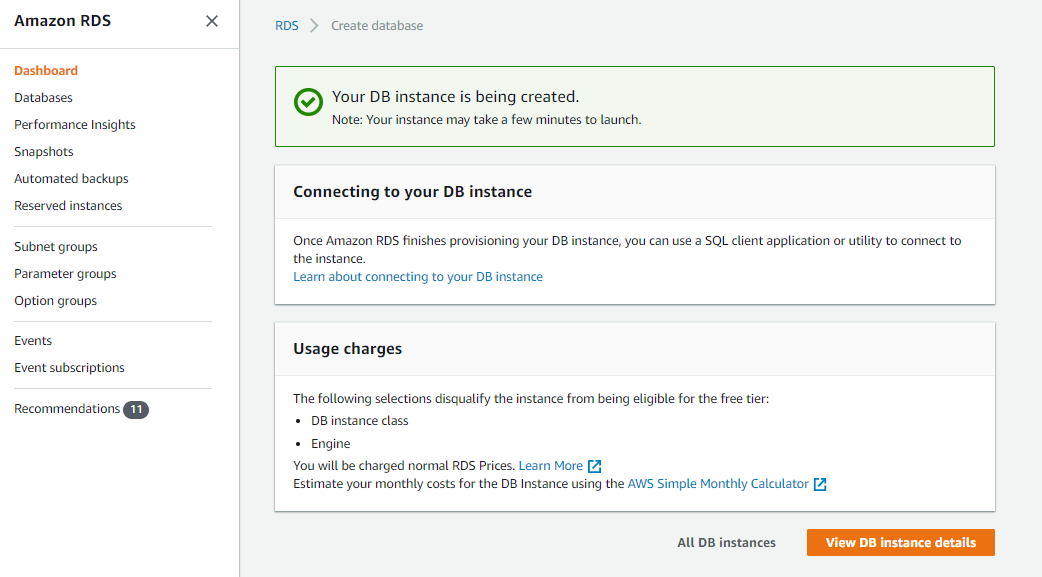 Amazon RDS
Dashboard
Databases
Performance Insights
Snapshots
Automated backups
Reserved instances
Subnet groups
Parameter groups
Option groups
Events
Event subscriptions
Recommendations 11
RDS > Create database
Your DB instance is being created.
Note: Your instance may take a few minutes to launch.
Connecting to your DB instance
Once Amazon RDS finishes provisioning your DB instance, you can use a SQL client application or utility to connect to
the instance.
Learn about connecting to your DB instance
Usage charges
The following selections disqualify the instance from being eligible for the free tier:
• DB instance class
• Engine
You will be charged normal RDS Prices. Learn More
Estimate your monthly costs for the DB Instance using the AWS Simple Monthly Calculator
All DB instances
View DB instance details